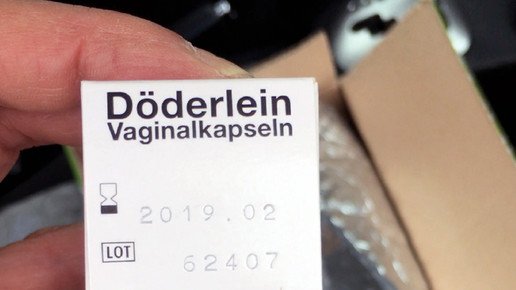 Döderlein
Vaginalkapseln
2019.02
LOT
62407